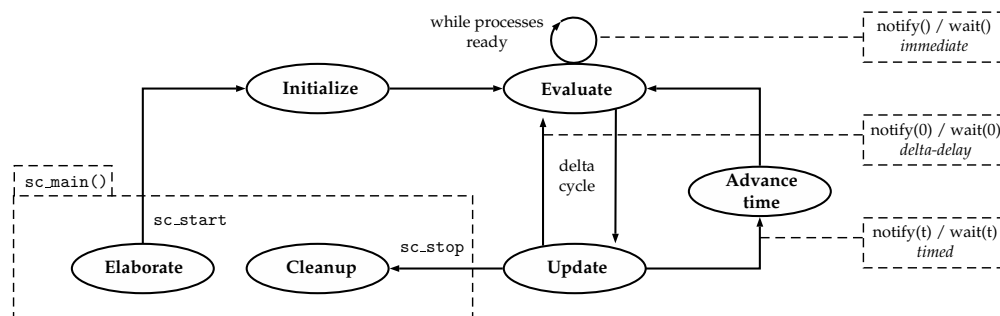 while processes
ready
notify() / wait()
immediate
Initialize
Evaluate
notify(0) / wait(0)
delta-delay
delta
cycle
sc_main()
Advance
time
sc_start
notify(t) / wait(t)
timed
sc_stop
Elaborate
Cleanup
Update